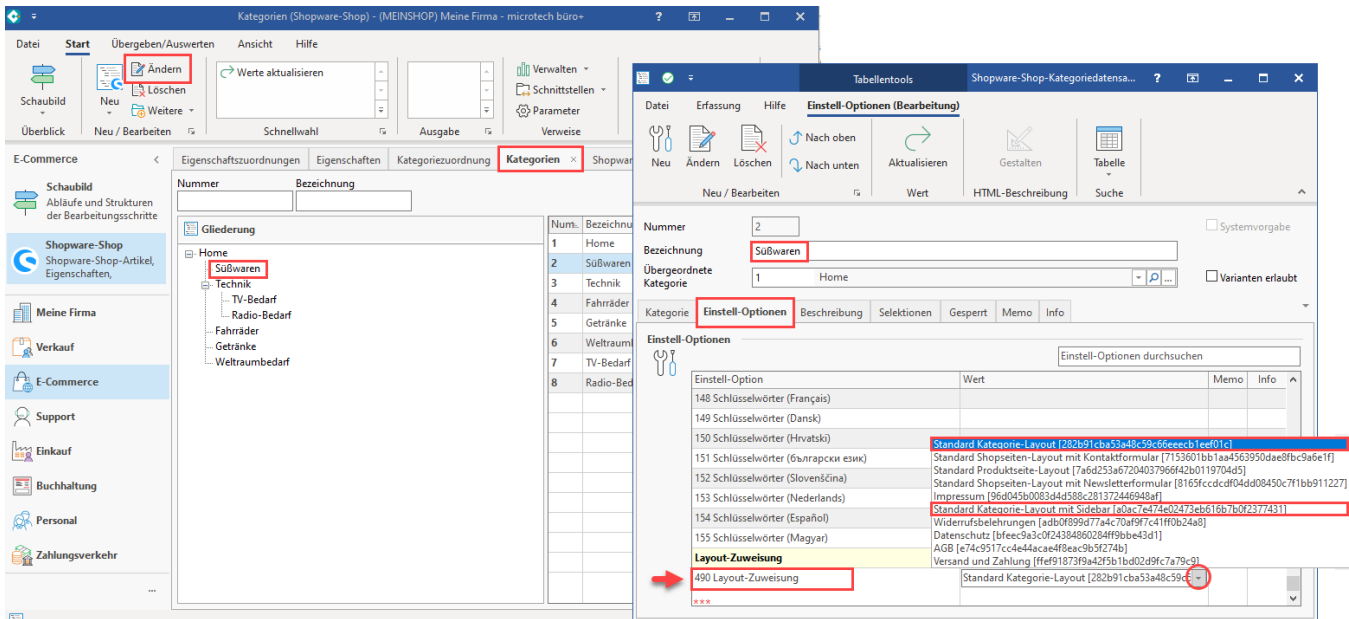 Kategorien (Shopware-Shop) - (MEINSHOP) Meine Firma - microtech büro+
Datei Start Übergeben/Auswerten Ansicht Hilfe
Schaubild
Überblick
Neu
Ändern
Löschen
Weitere
Neu / Bearbeiten
Werte aktualisieren
Schnellwahl
Ausgabe
Verwalten
Schnittstellen
Parameter
Verweise
E-Commerce
Schaubild
Abläufe und Strukturen
der Bearbeitungsschritte
Shopware-Shop
Shopware-Shop-Artikel,
Eigenschaften,
Meine Firma
Verkauf
E-Commerce
Support
Einkauf
Buchhaltung
Personal
Zahlungsverkehr
...
Eigenschaftszuordnungen Eigenschaften Kategoriezuordnung Kategorien × Shopwar
Nummer Bezeichnung
Gliederung
Home
Süßwaren
Technik
TV-Bedarf
Radio-Bedarf
Fahrräder
Getränke
Weltraumbedarf
Num. Bezeichnu
1 Home
2 Süßwaren
3 Technik
4 Fahrräder
5 Getränke
6 Weltrauml
7 TV-Bedarf
8 Radio-Bed
Tabellentools Shopware-Shop-Kategoriedatensa...
Datei Erfassung Hilfe Einstell-Optionen (Bearbeitung)
Neu
Ändern
Löschen
Nach oben
Nach unten
Neu / Bearbeiten
Aktualisieren
Wert
Gestalten
HTML-Beschreibung
Tabelle
Suche
Nummer 2 Systemvorgabe
Bezeichnung Süßwaren
Übergeordnete
Kategorie 1 Home ... Varianten erlaubt
Kategorie Einstell-Optionen Beschreibung Selektionen Gesperrt Memo Info
Einstell-Optionen
Einstell-Optionen durchsuchen
Einstell-Option Wert Memo Info
148 Schlüsselwörter (Français)
149 Schlüsselwörter (Dansk)
150 Schlüsselwörter (Hrvatski)
151 Schlüsselwörter (български език)
152 Schlüsselwörter (Slovenščina)
153 Schlüsselwörter (Nederlands)
154 Schlüsselwörter (Español)
155 Schlüsselwörter (Magyar)
Layout-Zuweisung
490 Layout-Zuweisung Standard Kategorie-Layout [282b91cba53a48c59c
***
Standard Kategorie-Layout [282b91cba53a48c59c66eeecb1eef01c]
Standard Shopseiten-Layout mit Kontaktformular [7153601bb1aa4563950dae8fbc9a6e1f]
Standard Produktseite-Layout [7a6d253a67204037966f42b0119704d5]
Standard Shopseiten-Layout mit Newsletterformular [8165fccdcdf04dd08450c7f1bb911227]
Impressum [96d045b0083d4d588c281372446948af]
Standard Kategorie-Layout mit Sidebar [a0ac7e474e02473eb616b7b0f2377431]
Widerrufsbelehrungen [adb0f899d77a4c70af9f7c41ff0b24a8]
Datenschutz [bfeec9a3c0f24384860284ff9bbe43d1]
AGB [e74c9517cc4e44acae4f8eac9b5f274b]
Versand und Zahlung [ffef91873f9a42f5b1bd02d9fc7a79c9]